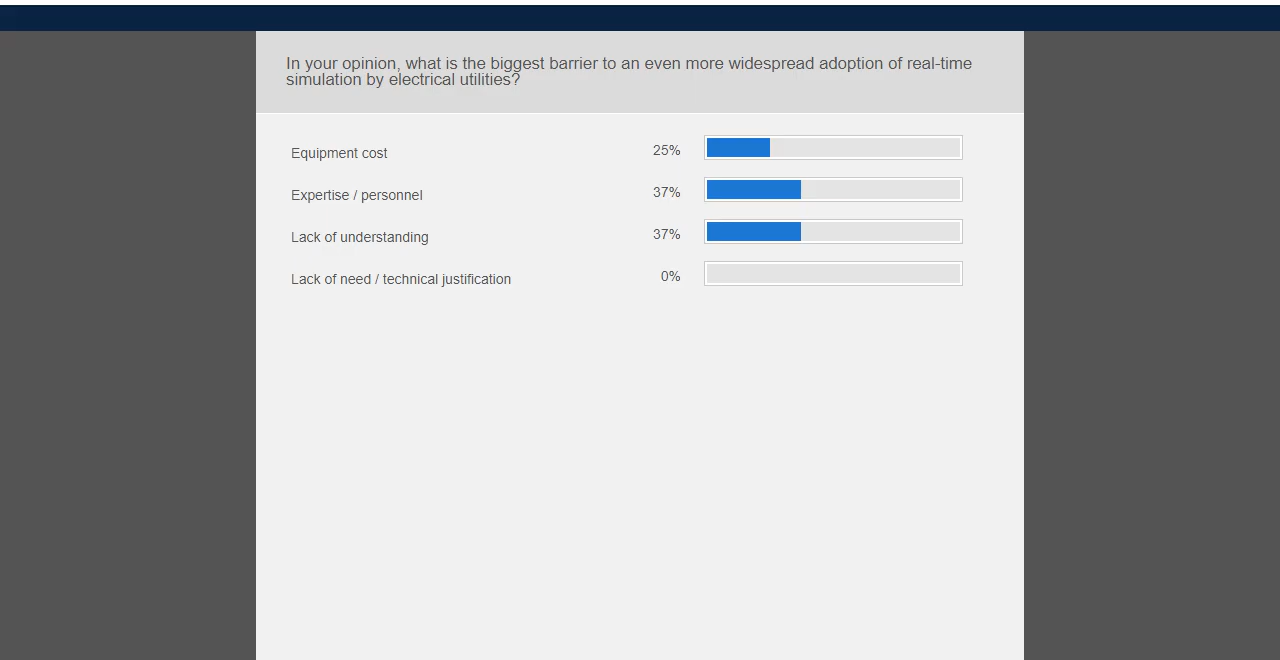 In your opinion, what is the biggest barrier to an even more widespread adoption of real-time
simulation by electrical utilities?
Equipment cost 25%
Expertise / personnel 37%
Lack of understanding 37%
Lack of need / technical justification 0%